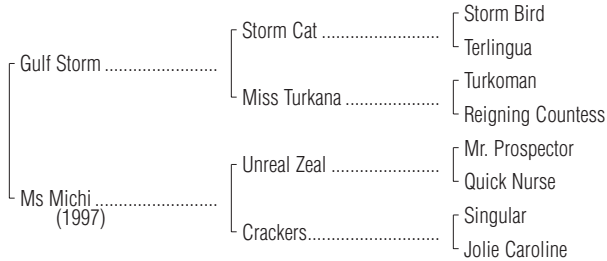 Storm Bird
Storm Cat ......................
Terlingua
Gulf Storm .....................
Turkoman
Miss Turkana .................
Reigning Countess
Mr. Prospector
Unreal Zeal ....................
Quick Nurse
Ms Michi .......................
(1997)
Singular
Crackers.........................
Jolie Caroline